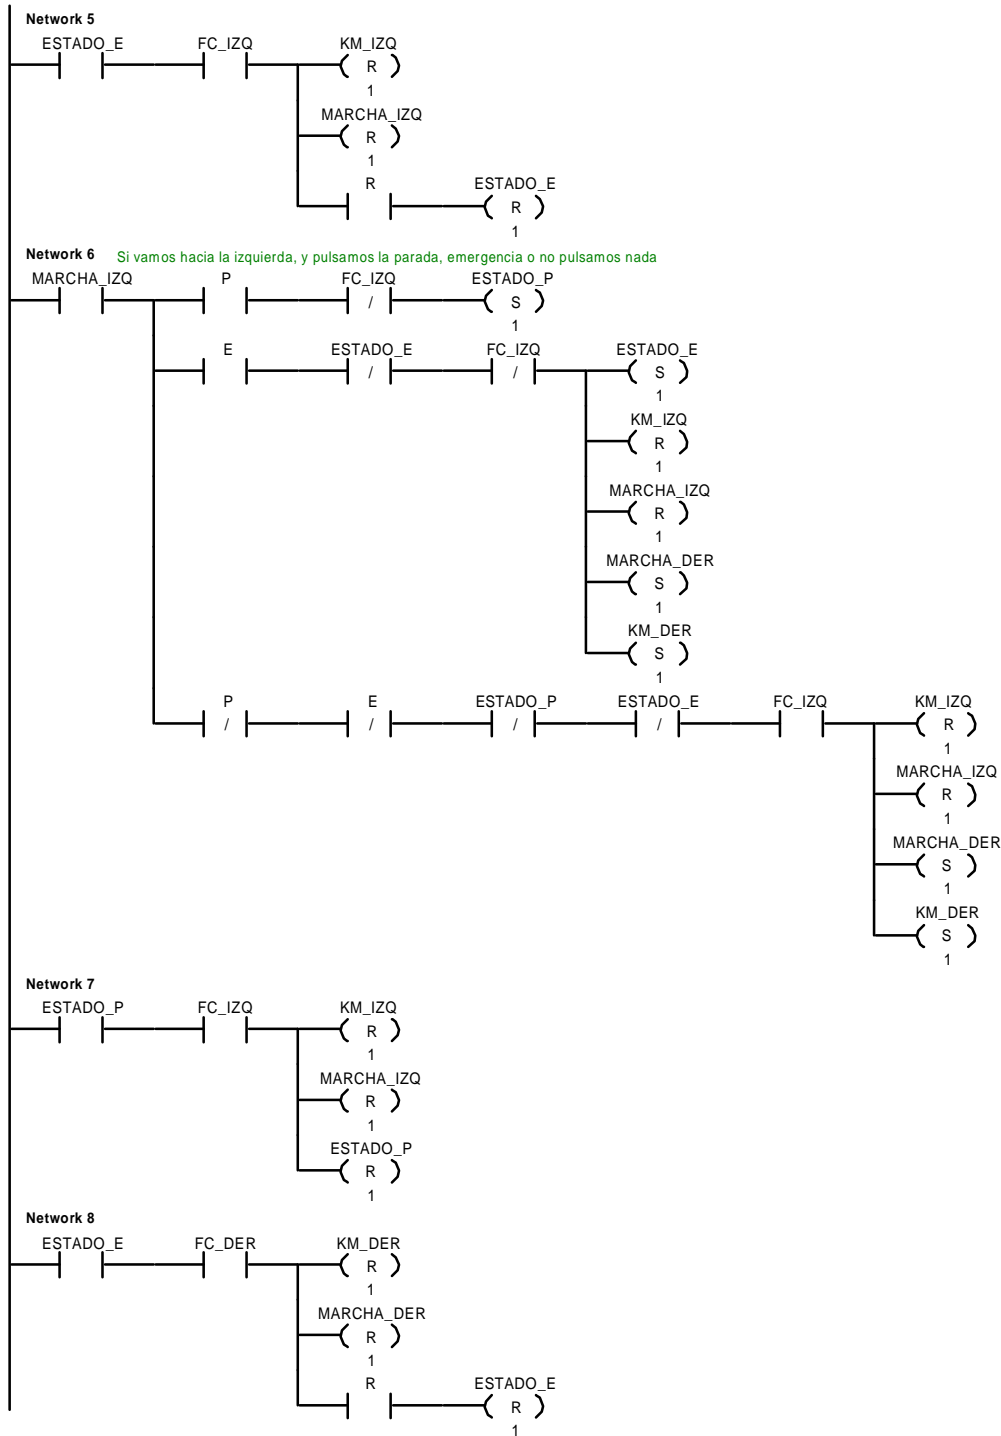 Network 5
ESTADO_E FC_IZQ KM_IZQ
R
1
MARCHA_IZQ
R
1
R ESTADO_E
R
1
Network 6 Si vamos hacia la izquierda, y pulsamos la parada, emergencia o no pulsamos nada
MARCHA_IZQ P FC_IZQ ESTADO_P
/ S
1
E ESTADO_E FC_IZQ ESTADO_E
/ / S
1
KM_IZQ
R
1
MARCHA_IZQ
R
1
MARCHA_DER
S
1
KM_DER
S
1
P E ESTADO_P ESTADO_E FC_IZQ KM_IZQ
/ / / / R
1
MARCHA_IZQ
R
1
MARCHA_DER
S
1
KM_DER
S
1
Network 7
ESTADO_P FC_IZQ KM_IZQ
R
1
MARCHA_IZQ
R
1
ESTADO_P
R
1
Network 8
ESTADO_E FC_DER KM_DER
R
1
MARCHA_DER
R
1
R ESTADO_E
R
1